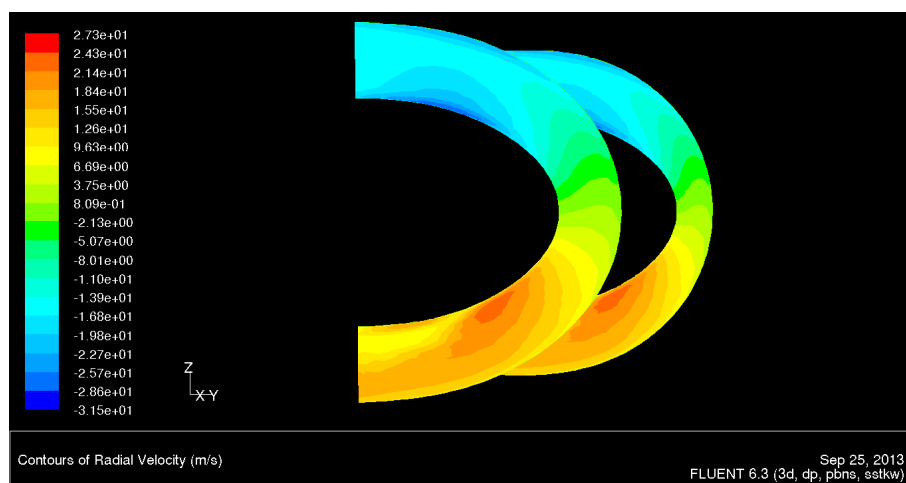 2.73e+01
2.43e+01
2.14e+01
1.84e+01
1.55e+01
1.26e+01
9.63e+00
6.69e+00
3.75e+00
8.09e-01
-2.13e+00
-5.07e+00
-8.01e+00
-1.10e+01
-1.39e+01
-1.68e+01
-1.98e+01
-2.27e+01
-2.57e+01
-2.86e+01
-3.15e+01
Z
X Y
Contours of Radial Velocity (m/s)
Sep 25, 2013
FLUENT 6.3 (3d, dp, pbns, sstkw)